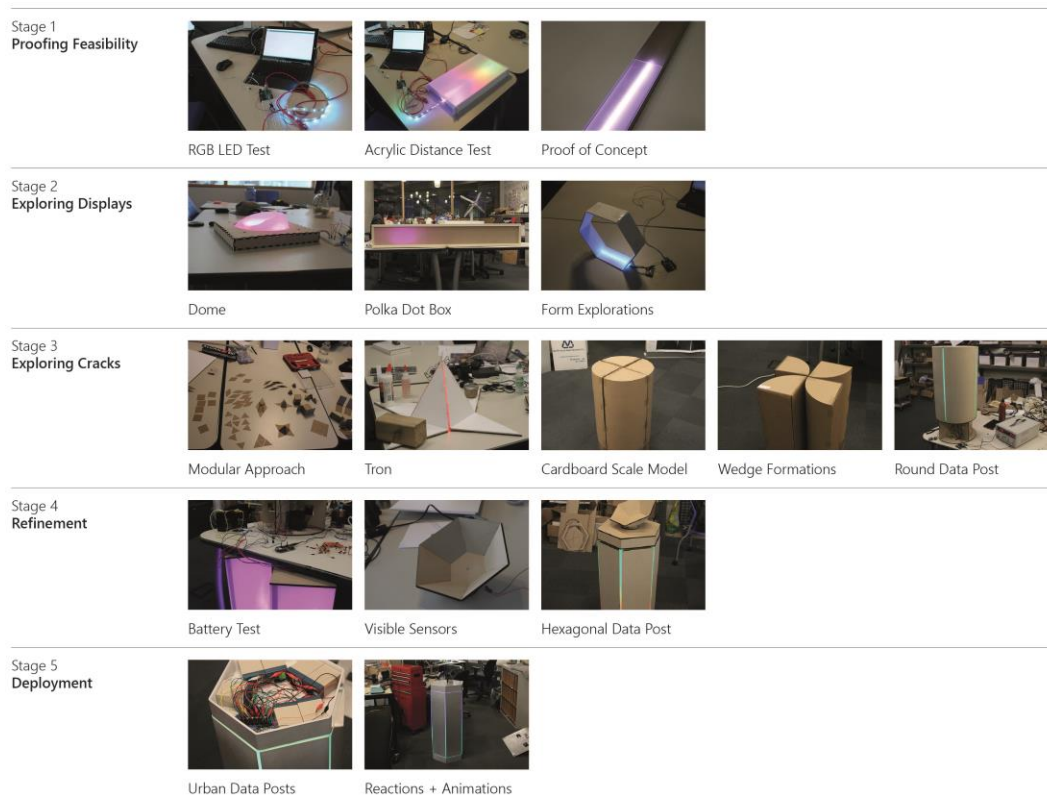 Stage 1
Proofing Feasibility
RGB LED Test
Acrylic Distance Test
Proof of Concept
Stage 2
Exploring Displays
Dome
Polka Dot Box
Form Explorations
Stage 3
Exploring Cracks
Modular Approach
Tron
Cardboard Scale Model
Wedge Formations
Round Data Post
Stage 4
Refinement
Battery Test
Visible Sensors
Hexagonal Data Post
Stage 5
Deployment
Urban Data Posts
Reactions + Animations